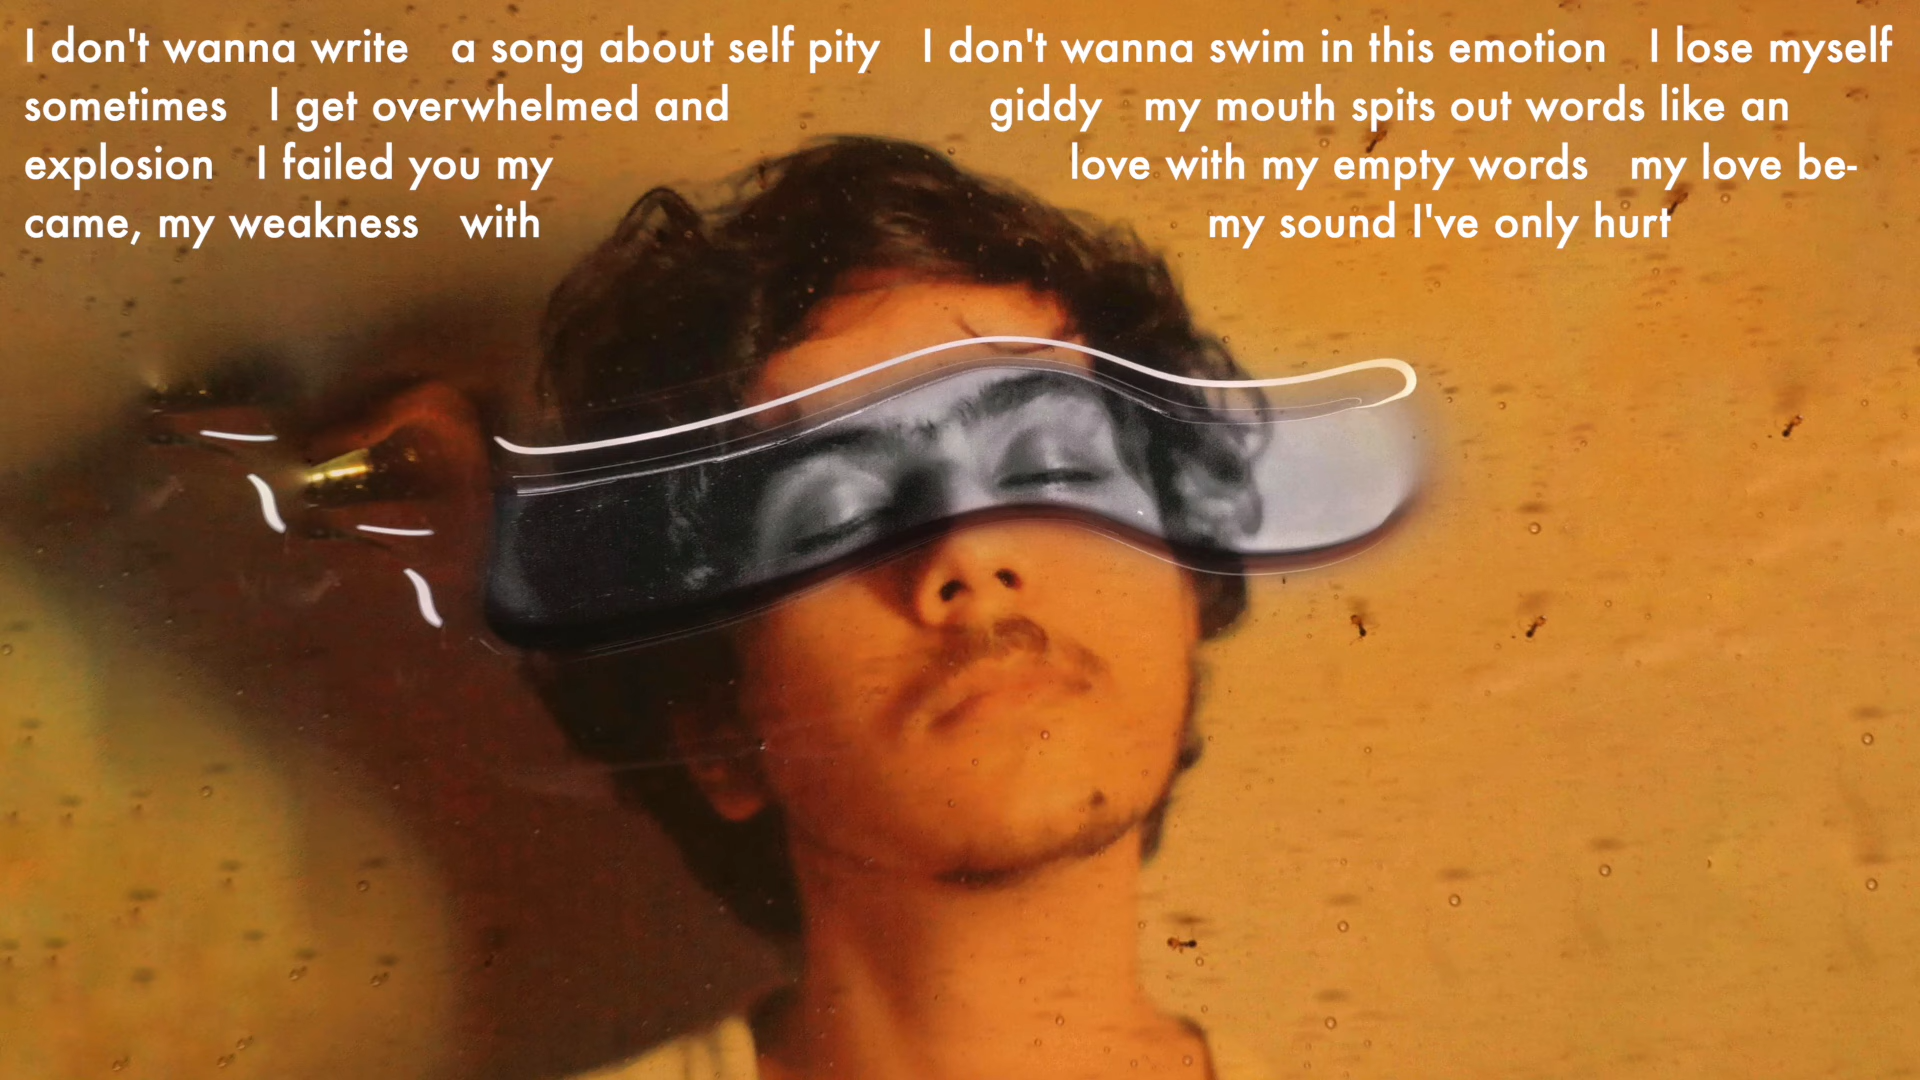 I don't wanna write a song about self pity I don't wanna swim in this emotion I lose myself
sometimes I get overwhelmed and giddy my mouth spits out words like an
explosion I failed you my love with my empty words my love be-
came, my weakness with my sound I've only hurt